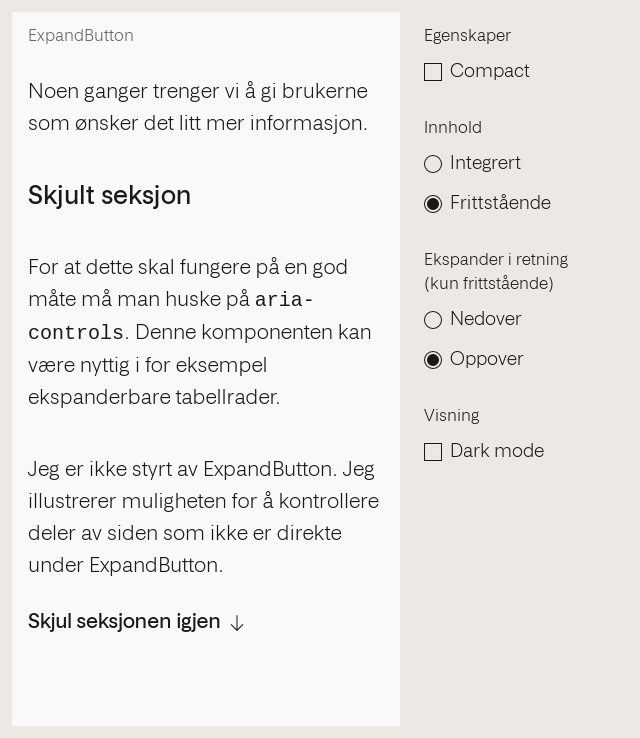 ExpandButton
Noen ganger trenger vi å gi brukerne
som ønsker det litt mer informasjon.
Skjult seksjon
For at dette skal fungere på en god
måte må man huske på aria-
controls. Denne komponenten kan
være nyttig i for eksempel
ekspanderbare tabellrader.
Jeg er ikke styrt av ExpandButton. Jeg
illustrerer muligheten for å kontrollere
deler av siden som ikke er direkte
under ExpandButton.
Skjul seksjonen igjen
Egenskaper
Compact
Innhold
Integrert
Frittstående
Ekspander i retning
(kun frittstående)
Nedover
Oppover
Visning
Dark mode